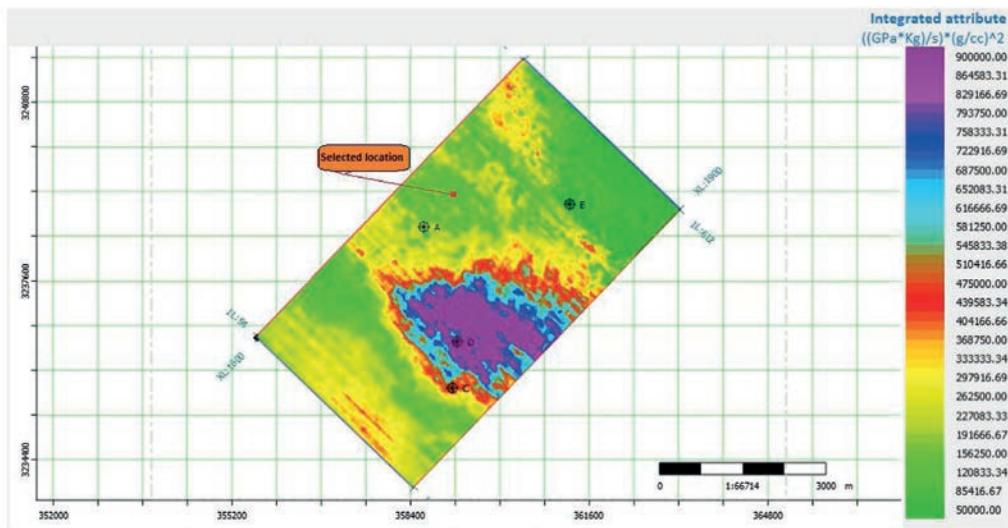 Integrated attribute
((GPa*Kg)/s)*(g/cc)^2
900000.00
864583.31
829166.69
793750.00
758333.31
722916.69
687500.00
652083.31
616666.69
581250.00
545833.38
510416.66
475000.00
439583.34
404166.66
368750.00
333333.34
297916.69
262500.00
227083.33
191666.67
156250.00
120833.34
85416.67
50000.00
3240800
3237600
3234400
Selected location
A
E
D
C
XL:1900
IL:612
IL:56
XL:1600
0
1:66714
3000 m
352000
355200
358400
361600
364800